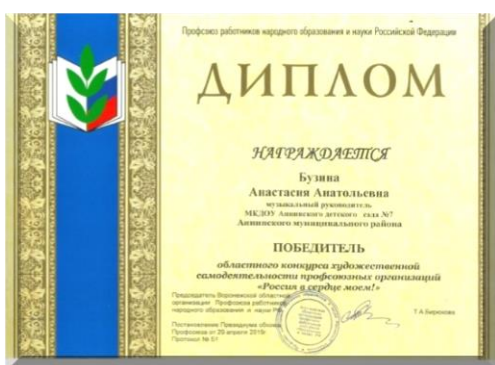 Профсоюз работников народного образования и науки Российской Федерации
ДИПЛОМ
НАГРАЖДАЕТСЯ
Бузина
Анастасия Анатольевна
музыкальный руководитель
МКДОУ Аннинского детского сада №7
Аннинского муниципального района
ПОБЕДИТЕЛЬ
областного конкурса художественной
самодеятельности профсоюзных организаций
«Россия в сердце моем!»
Председатель Воронежской областной
организации Профсоюза работников
народного образования и науки РФ
Т.А.Бирюкова
Постановление Президиума обкома
Профсоюза от 29 апреля 2019г
Протокол № 51